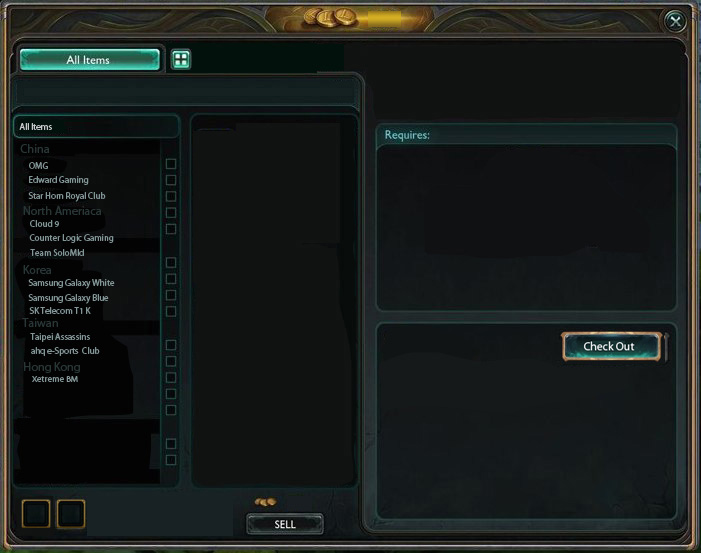 All Items
All Items
Requires:
China
OMG
Edward Gaming
Star Horn Royal Club
North Ameriaca
Cloud 9
Counter Logic Gaming
Team SoloMId
Korea
Samsung Galaxy White
Samsung Galaxy Blue
SKTelecom T1 K
Taiwan
Taipei Assassins
ahq e-Sports Club
Hong Kong
Xetreme BM
Check Out
SELL